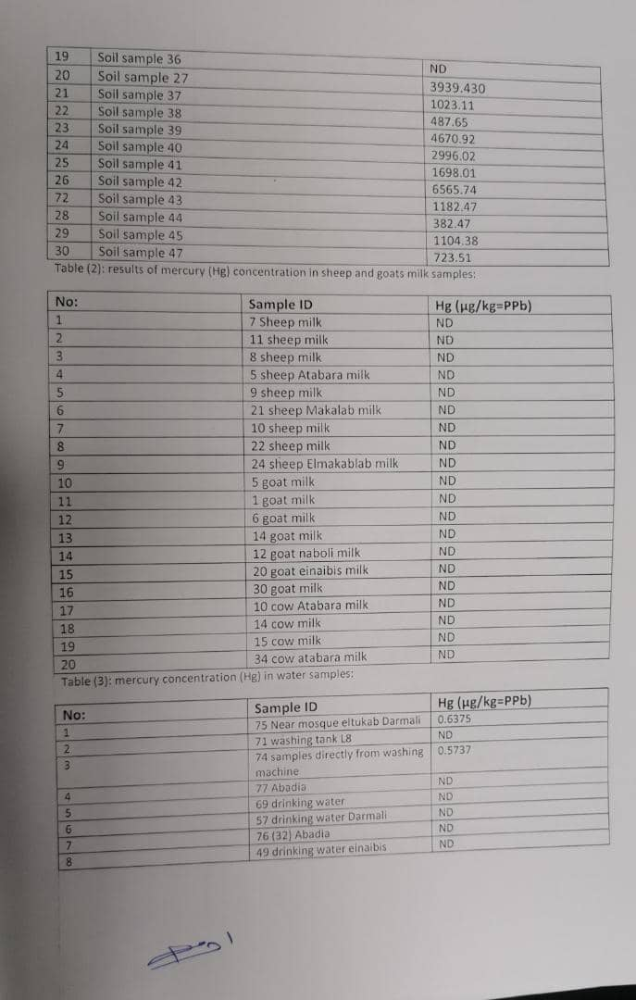 19 Soil sample 36 ND
20 Soil sample 27 3939.430
21 Soil sample 37 1023.11
22 Soil sample 38 487.65
23 Soil sample 39 4670.92
24 Soil sample 40 2996.02
25 Soil sample 41 1698.01
26 Soil sample 42 6565.74
72 Soil sample 43 1182.47
28 Soil sample 44 382.47
29 Soil sample 45 1104.38
30 Soil sample 47 723.51
Table (2): results of mercury (Hg) concentration in sheep and goats milk samples:
No: Sample ID Hg (µg/kg=PPb)
1 7 Sheep milk ND
2 11 sheep milk ND
3 8 sheep milk ND
4 5 sheep Atabara milk ND
5 9 sheep milk ND
6 21 sheep Makalab milk ND
7 10 sheep milk ND
8 22 sheep milk ND
9 24 sheep Elmakablab milk ND
10 5 goat milk ND
11 1 goat milk ND
12 6 goat milk ND
13 14 goat milk ND
14 12 goat naboli milk ND
15 20 goat einaibis milk ND
16 30 goat milk ND
17 10 cow Atabara milk ND
18 14 cow milk ND
19 15 cow milk ND
20 34 cow atabara milk ND
Table (3): mercury concentration (Hg) in water samples:
No: Sample ID Hg (µg/kg=PPb)
1 75 Near mosque eltukab Darmali 0.6375
2 71 washing tank L8 ND
3 74 samples directly from washing 0.5737
machine
4 77 Abadia ND
5 69 drinking water ND
6 57 drinking water Darmali ND
7 76 (32) Abadia ND
8 49 drinking water einaibis ND